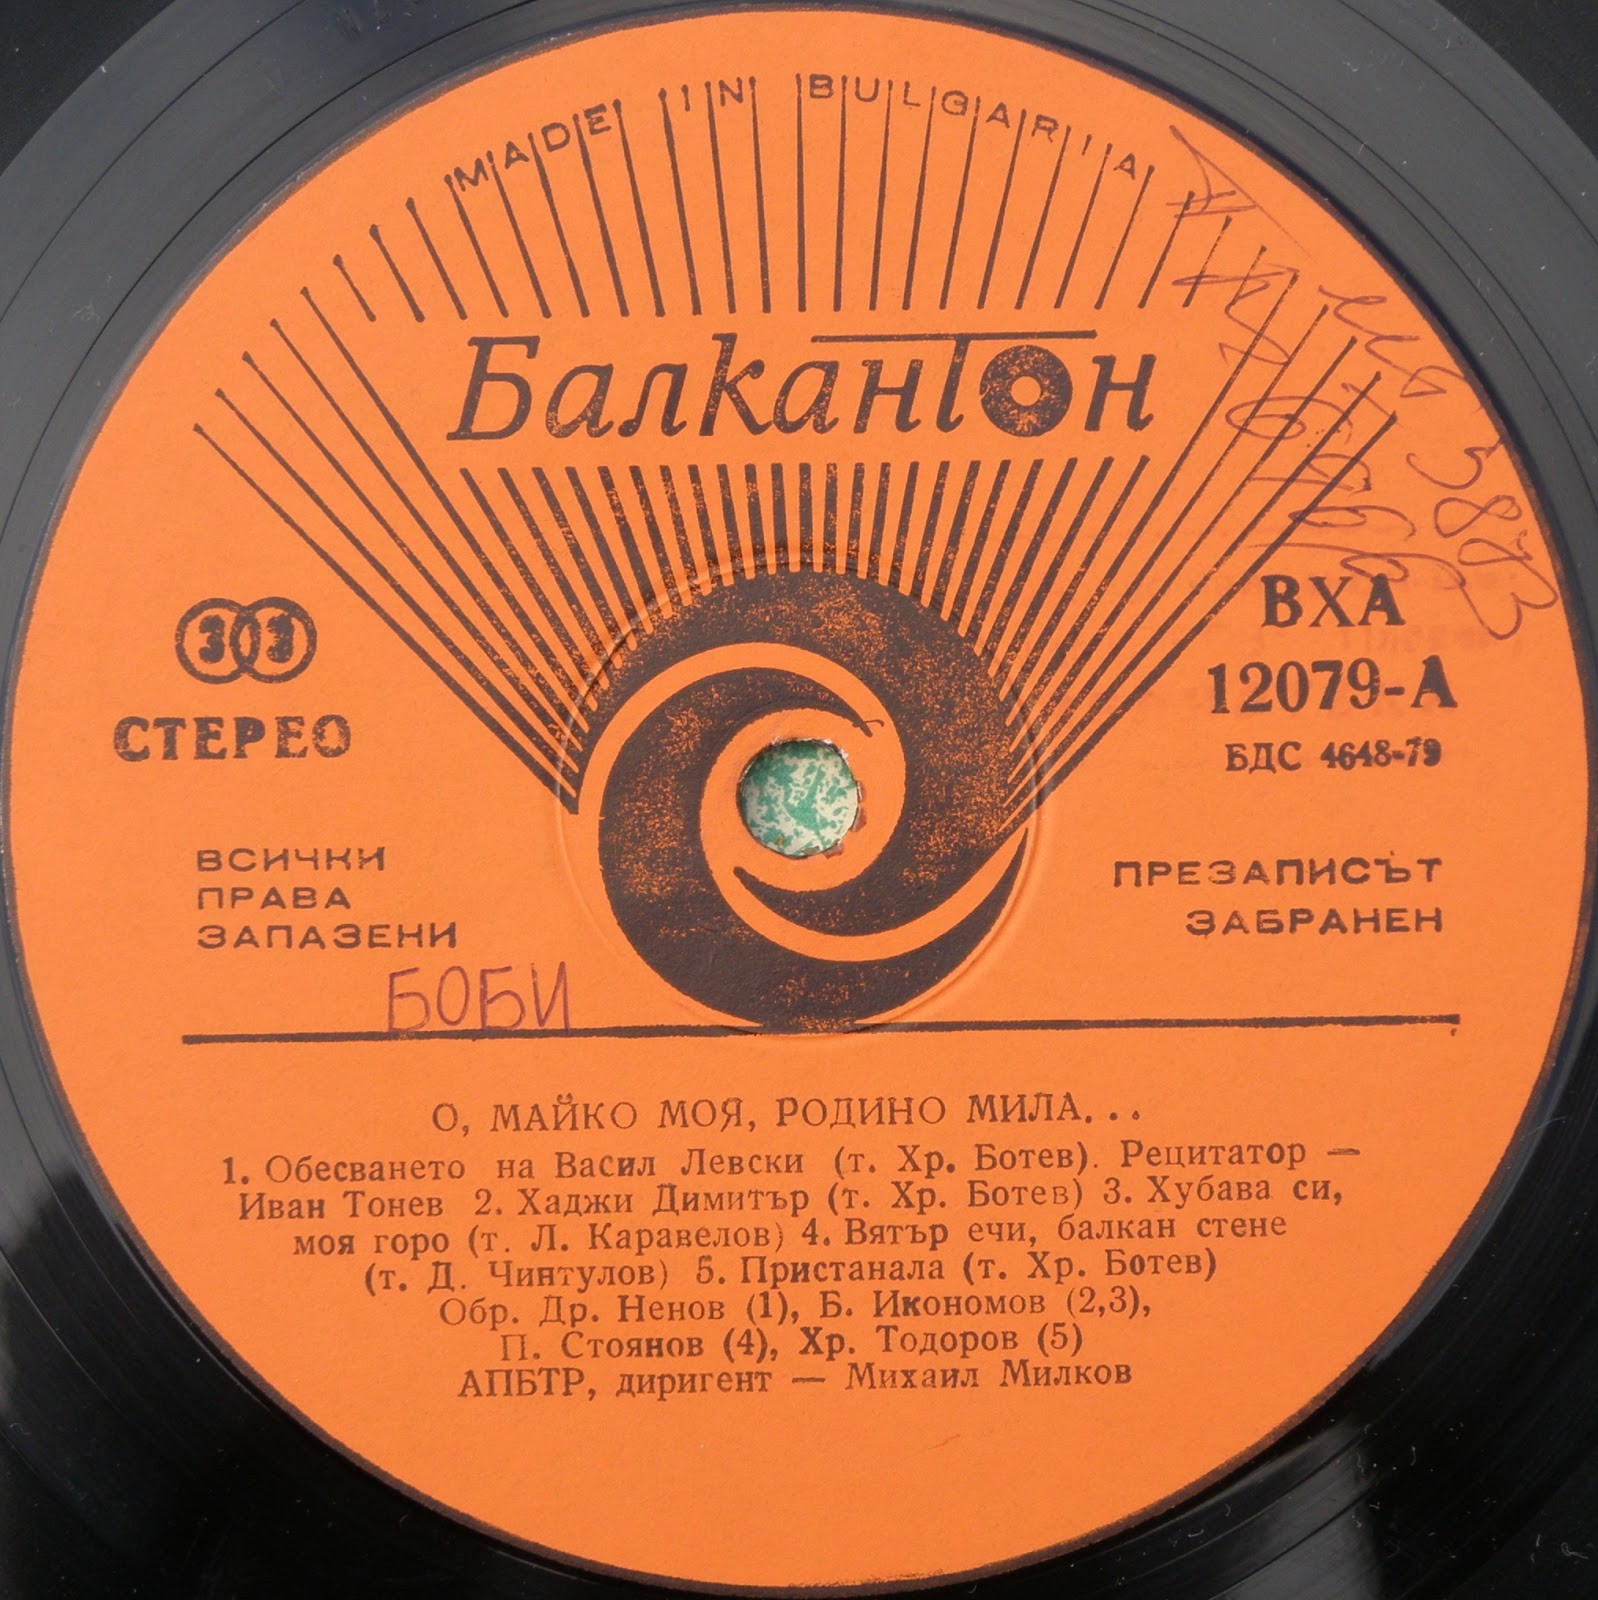 MADE IN BULGARIA
Балкантон
33
СТЕРЕО
ВХА
12079-А
БДС 4648-79
ВСИЧКИ
ПРАВА
ЗАПАЗЕНИ
ПРЕЗАПИСЪТ
ЗАБРАНЕН
БОБИ
О, МАЙКО МОЯ, РОДИНО МИЛА...
1. Обесването на Васил Левски (т. Хр. Ботев). Рецитатор —
Иван Тонев 2. Хаджи Димитър (т. Хр. Ботев) 3. Хубава си,
моя горо (т. Л. Каравелов) 4. Вятър ечи, балкан стене
(т. Д. Чинтулов) 5. Пристанала (т. Хр. Ботев)
Обр. Др. Ненов (1), Б. Икономов (2,3),
П. Стоянов (4), Хр. Тодоров (5)
АПБТР, диригент — Михаил Милков